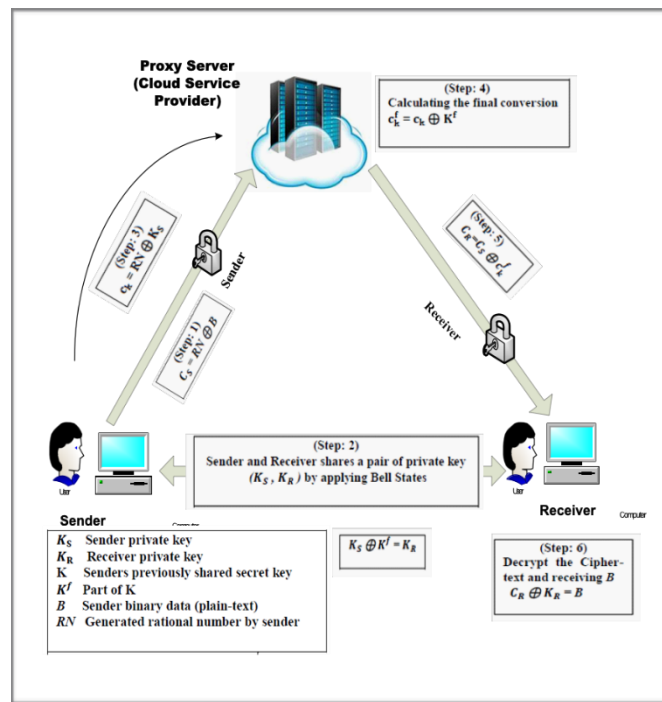 Proxy Server
(Cloud Service
Provider)
(Step: 4)
Calculating the final conversion
c_k^f = c_k ⊕ K^f
(Step: 3)
c_k = RN ⊕ K_S
Sender
(Step: 1)
C_S = RN ⊕ B
(Step: 5)
C_R=C_S ⊕ c_k^f
Receiver
(Step: 2)
Sender and Receiver shares a pair of private key
(K_S , K_R ) by applying Bell States
User
User
Sender
Computer
Receiver
Computer
K_S Sender private key
K_R Receiver private key
K Senders previously shared secret key
K^f Part of K
B Sender binary data (plain-text)
RN Generated rational number by sender
K_S ⊕ K^f = K_R
(Step: 6)
Decrypt the Cipher-
text and receiving B
C_R ⊕ K_R = B